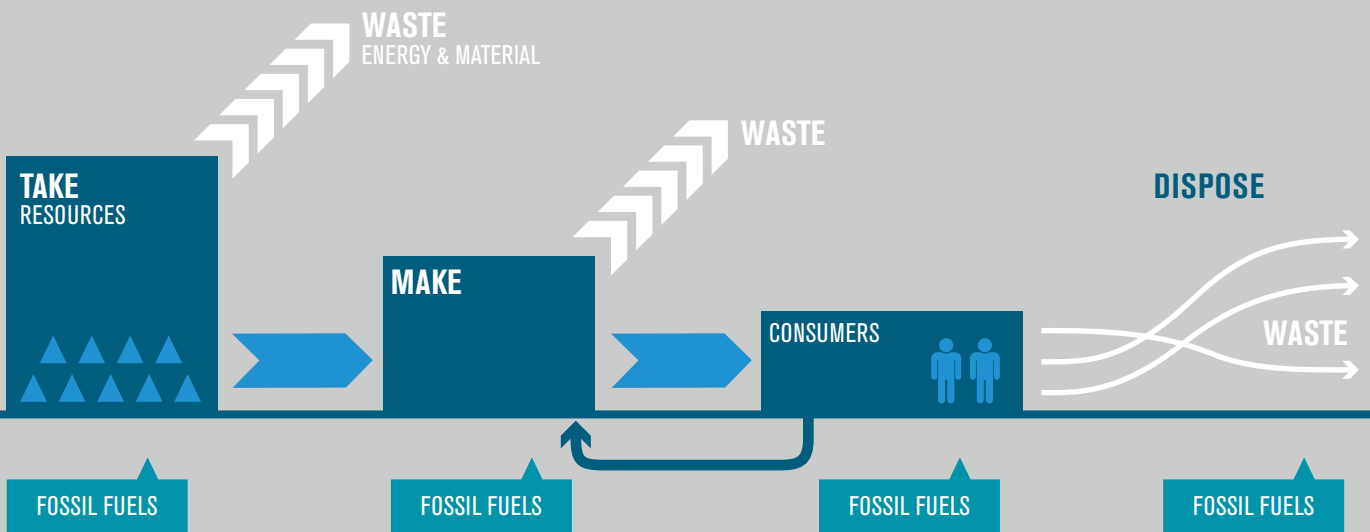 WASTE
ENERGY & MATERIAL
WASTE
TAKE
RESOURCES
DISPOSE
MAKE
CONSUMERS
WASTE
FOSSIL FUELS
FOSSIL FUELS
FOSSIL FUELS
FOSSIL FUELS